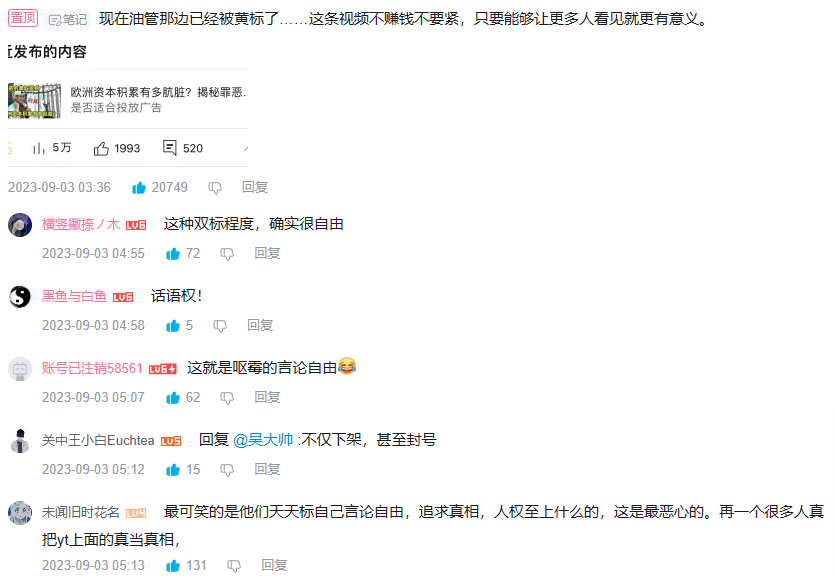 置顶 笔记 现在油管那边已经被黄标了……这条视频不赚钱不要紧，只要能够让更多人看见就更有意义。
近发布的内容
欧洲资本积累有多肮脏？揭秘罪恶...
是否适合投放广告
5万 1993 520
2023-09-03 03:36 20749 回复
横竖撇捺ノ木 LV6 这种双标程度，确实很自由
2023-09-03 04:55 72 回复
黑鱼与白鱼 LV6 话语权！
2023-09-03 04:58 5 回复
账号已注销58561 LV6 这就是呕霉的言论自由😂
2023-09-03 05:07 62 回复
关中王小白Euchtea LV5 回复 @吴大帅 :不仅下架，甚至封号
2023-09-03 05:12 15 回复
未闻旧时花名 LV4 最可笑的是他们天天标自己言论自由，追求真相，人权至上什么的，这是最恶心的。再一个很多人真
把yt上面的真当真相，
2023-09-03 05:13 131 回复